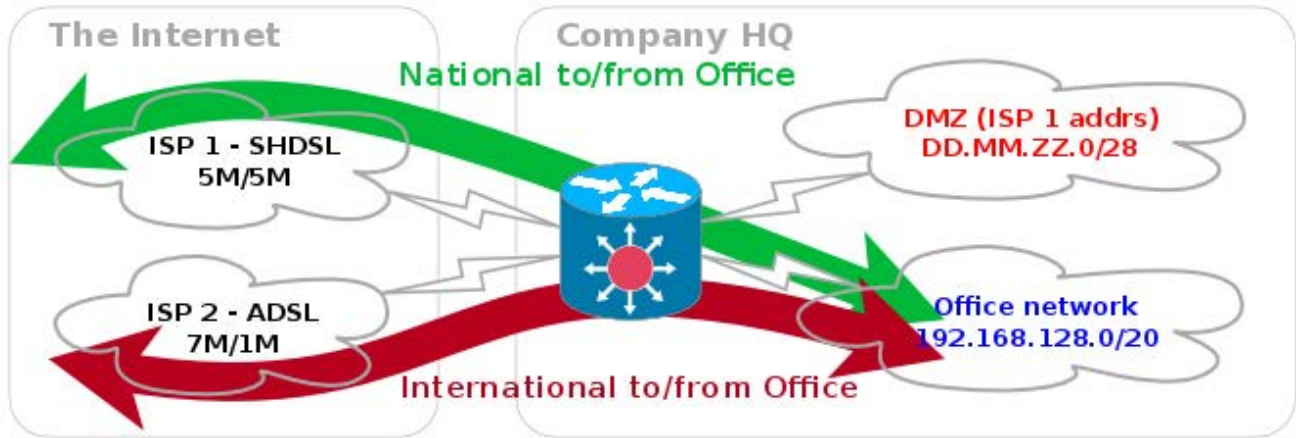 The Internet
Company HQ
National to/from Office
ISP 1 - SHDSL
5M/5M
DMZ (ISP 1 addrs)
DD.MM.ZZ.0/28
ISP 2 - ADSL
7M/1M
Office network
192.168.128.0/20
International to/from Office